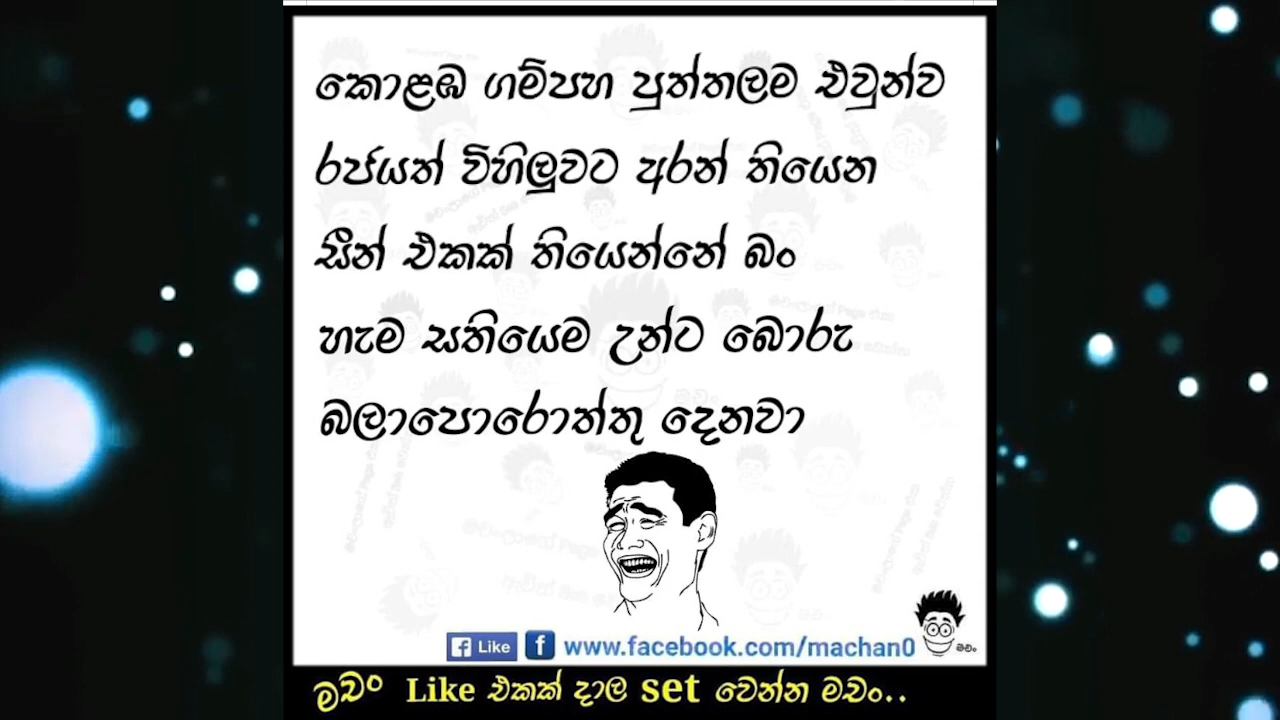 කොළඹ ගම්පහ පුත්තලම එවුන්ව
රජයත් විහිලුවට අරන් තියෙන
සීන් එකක් තියෙන්නේ බං
හැම සතියෙම උන්ට බොරු
බලාපොරොත්තු දෙනවා
Like www.facebook.com/machan0 මචං
මචං Like එකක් දාල set වෙන්න මචං..